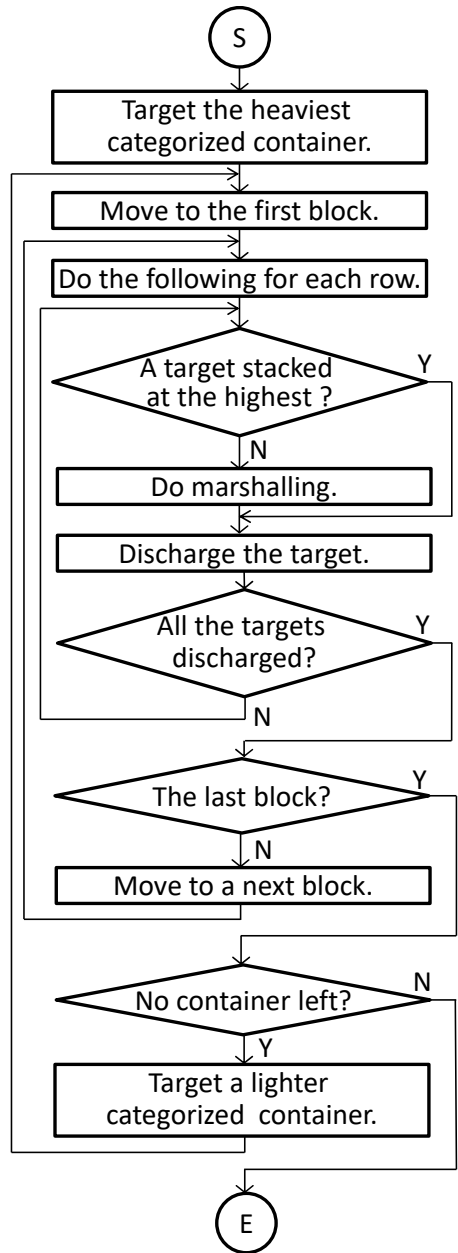 S
Target the heaviest
categorized container.
Move to the first block.
Do the following for each row.
A target stacked
at the highest ?
Y
N
Do marshalling.
Discharge the target.
All the targets
discharged?
Y
N
The last block?
Y
N
Move to a next block.
No container left?
N
Y
Target a lighter
categorized container.
E